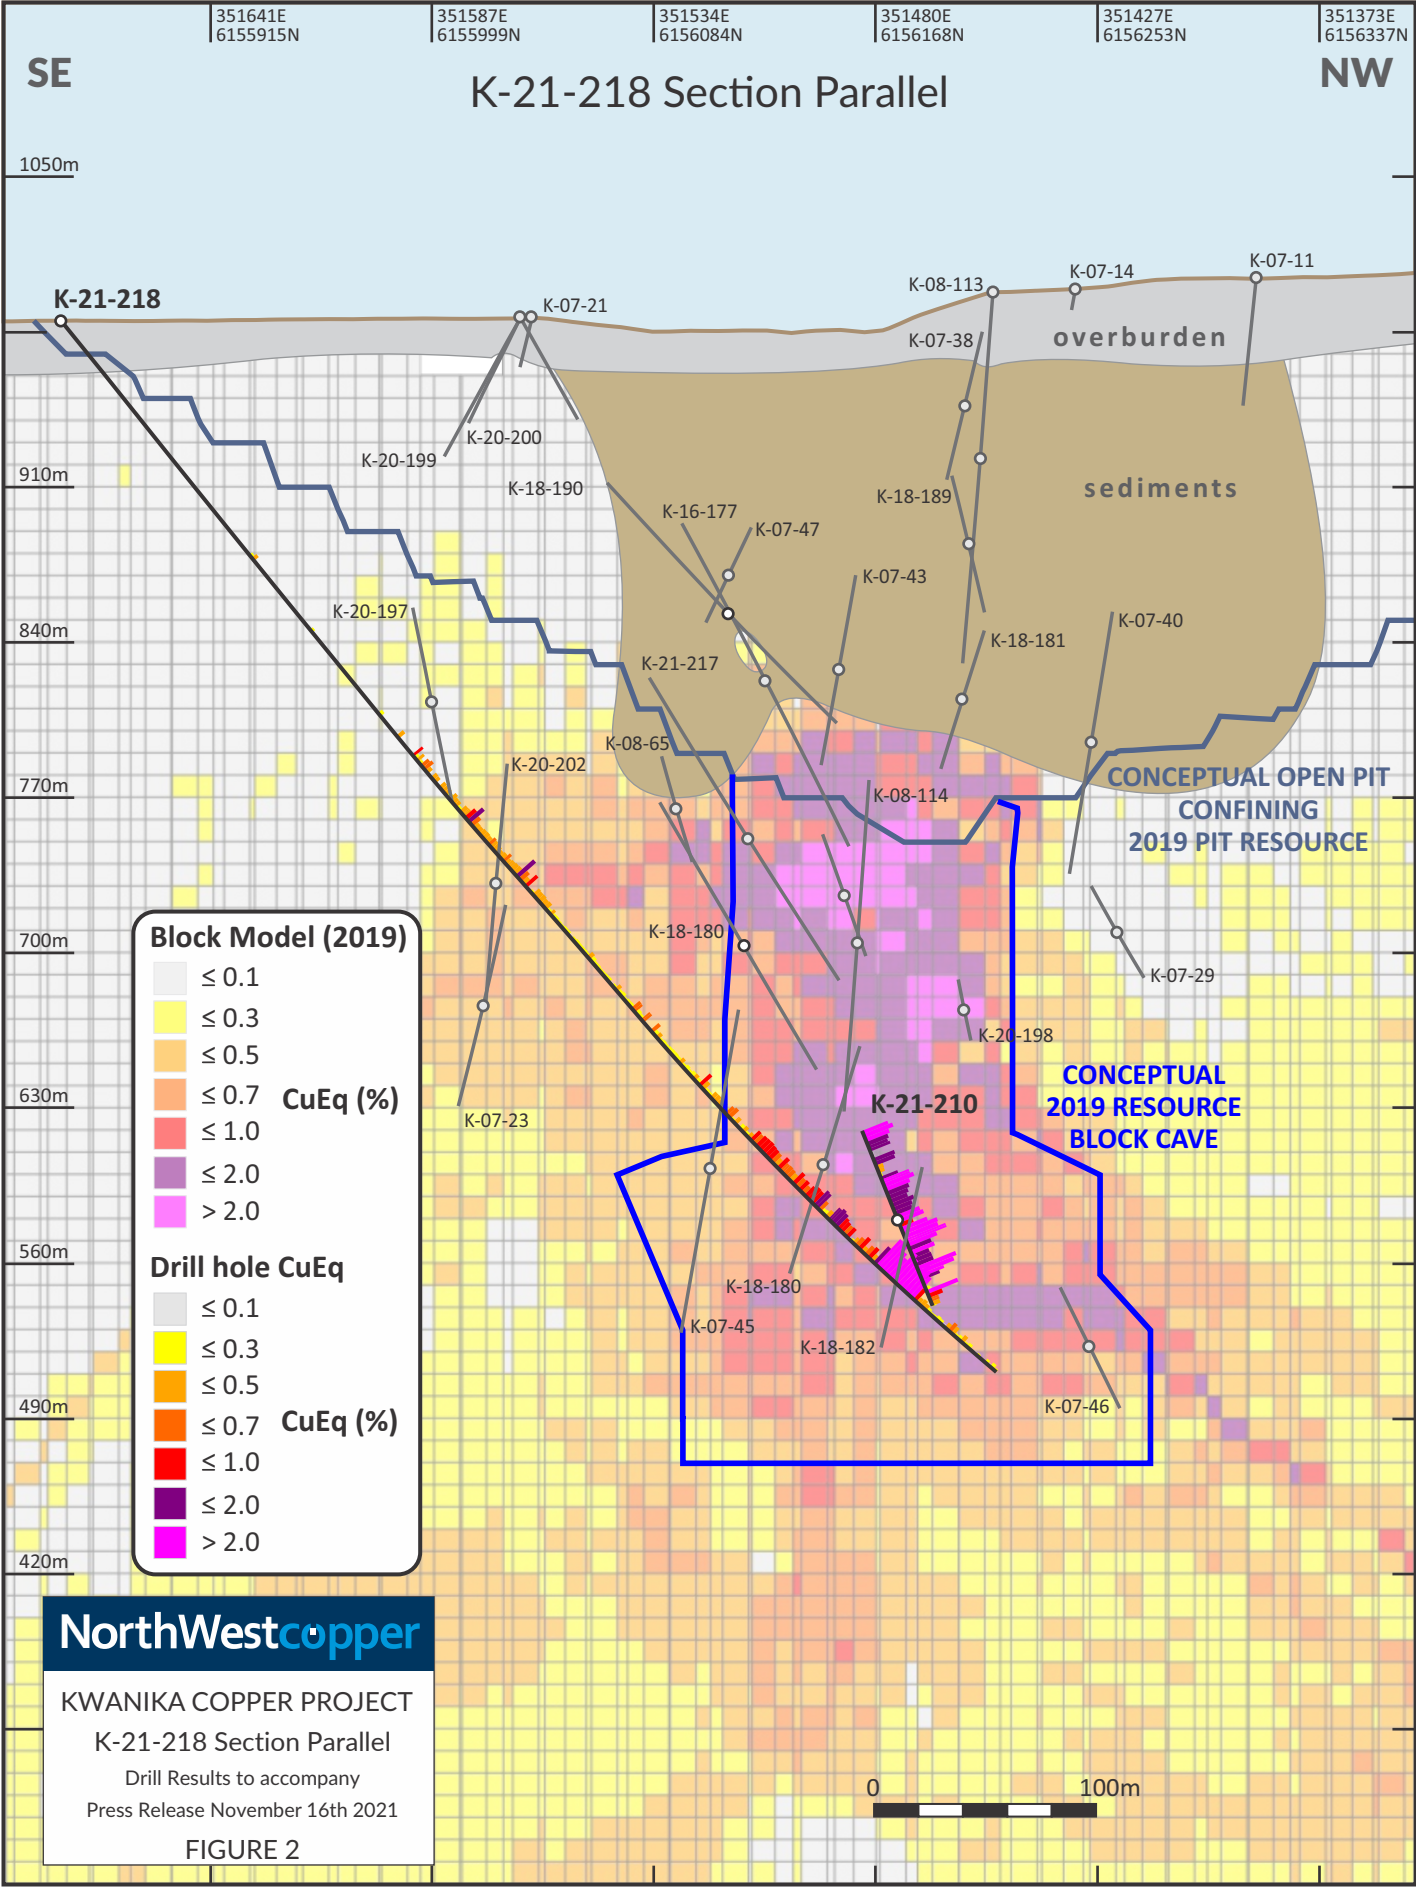 351641E
6155915N
351587E
6155999N
351534E
6156084N
351480E
6156168N
351427E
6156253N
351373E
6156337N
SE
NW
K-21-218 Section Parallel
1050m
K-07-11
K-07-14
K-08-113
K-21-218
K-07-21
overburden
K-07-38
K-20-200
K-20-199
910m
K-18-190
sediments
K-18-189
K-16-177
K-07-47
K-07-43
K-20-197
K-07-40
840m
K-18-181
K-21-217
K-08-65
K-20-202
770m
CONCEPTUAL OPEN PIT
CONFINING
2019 PIT RESOURCE
K-08-114
K-18-180
700m
K-07-29
K-20-198
CONCEPTUAL
2019 RESOURCE
BLOCK CAVE
630m
K-21-210
K-07-23
560m
K-18-180
K-07-45
K-18-182
K-07-46
490m
420m
Block Model (2019)
≤ 0.1
≤ 0.3
≤ 0.5
≤ 0.7
CuEq (%)
≤ 1.0
≤ 2.0
> 2.0
Drill hole CuEq
≤ 0.1
≤ 0.3
≤ 0.5
≤ 0.7
CuEq (%)
≤ 1.0
≤ 2.0
> 2.0
NorthWestcopper
KWANIKA COPPER PROJECT
K-21-218 Section Parallel
Drill Results to accompany
Press Release November 16th 2021
FIGURE 2
0
100m